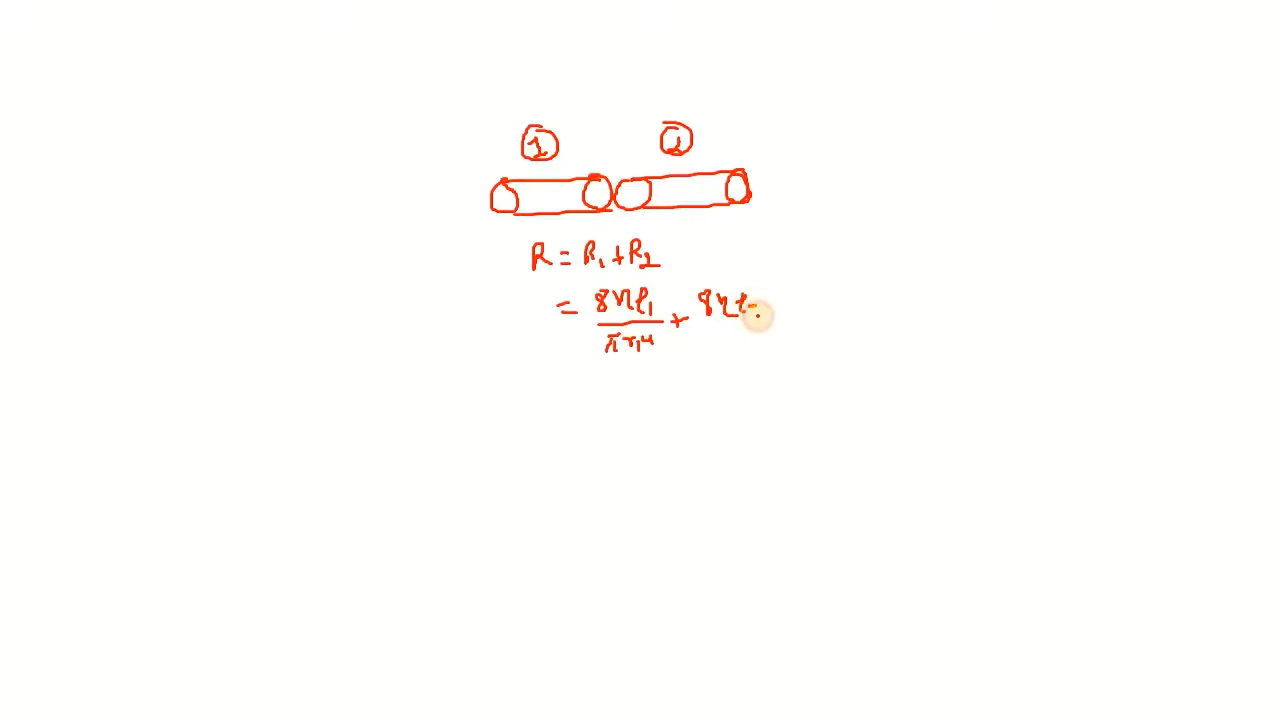 ① ②
R = R₁ + R₂
= 8ηℓ₁/πr₁⁴ + 8ηℓ